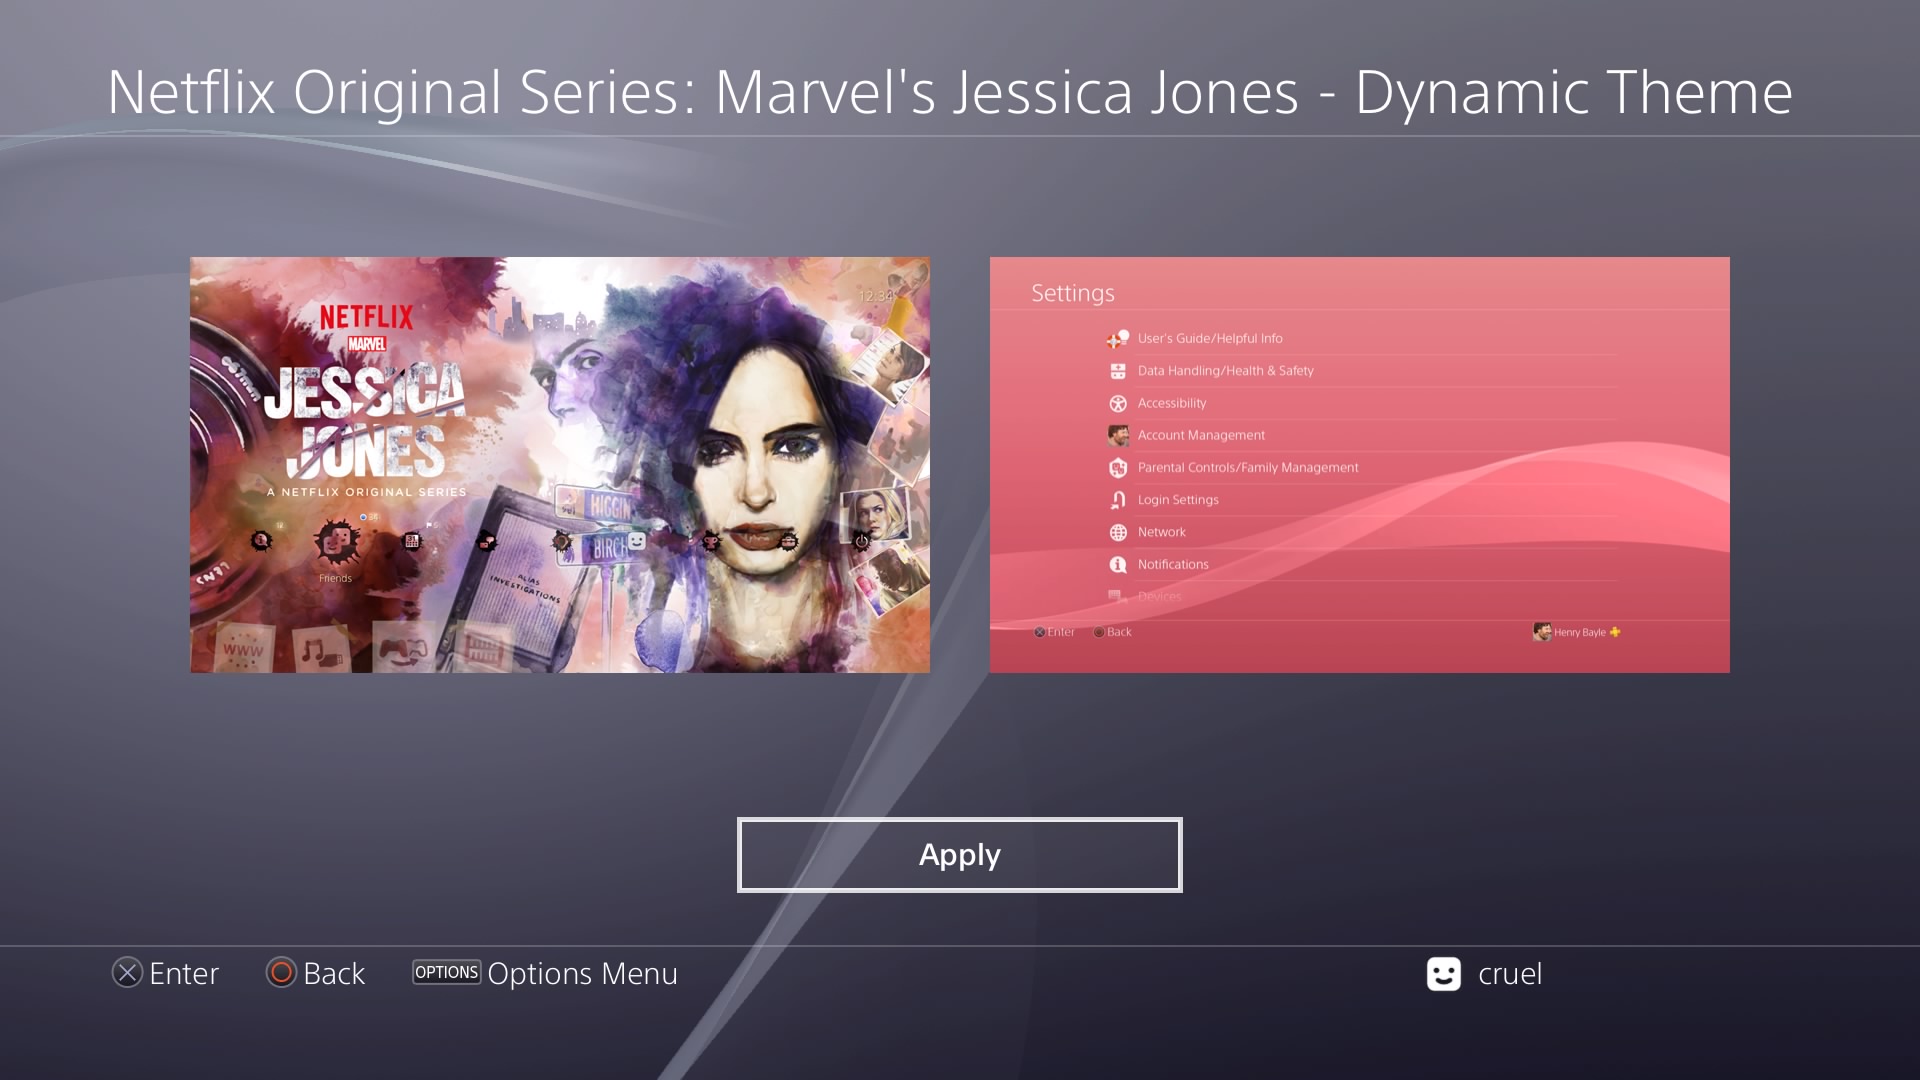 Netflix Original Series: Marvel's Jessica Jones - Dynamic Theme
12:34
NETFLIX
MARVEL
JESSICA
JONES
A NETFLIX ORIGINAL SERIES
HIGGIN
BIRCH
Friends
ALIAS
INVESTIGATIONS
www
Settings
User's Guide/Helpful Info
Data Handling/Health & Safety
Accessibility
Account Management
Parental Controls/Family Management
Login Settings
Network
Notifications
Devices
Enter
Back
Henry Bayle
Apply
Enter
Back
OPTIONS Options Menu
cruel